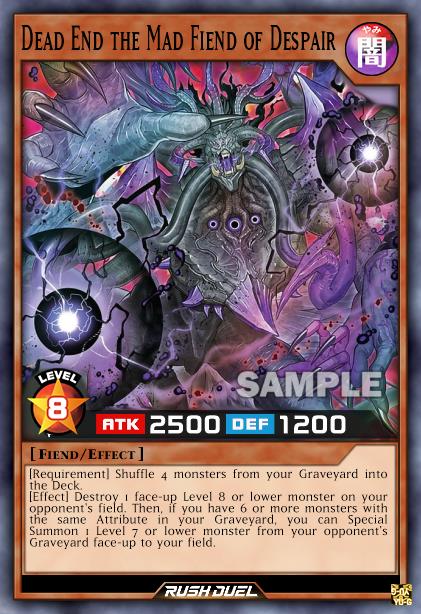 Dead End the Mad Fiend of Despair
やみ
闇
SAMPLE
LEVEL
8
ATK 2500 DEF 1200
[Fiend/Effect]
[Requirement] Shuffle 4 monsters from your Graveyard into
the Deck.
[Effect] Destroy 1 face-up Level 8 or lower monster on your
opponent's field. Then, if you have 6 or more monsters with
the same Attribute in your Graveyard, you can Special
Summon 1 Level 7 or lower monster from your opponent's
Graveyard face-up to your field.
RUSH DUEL